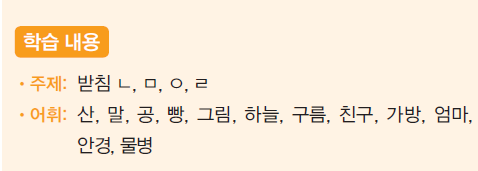 학습 내용
• 주제: 받침 ㄴ, ㅁ, ㅇ, ㄹ
• 어휘: 산, 말, 공, 빵, 그림, 하늘, 구름, 친구, 가방, 엄마,
안경, 물병